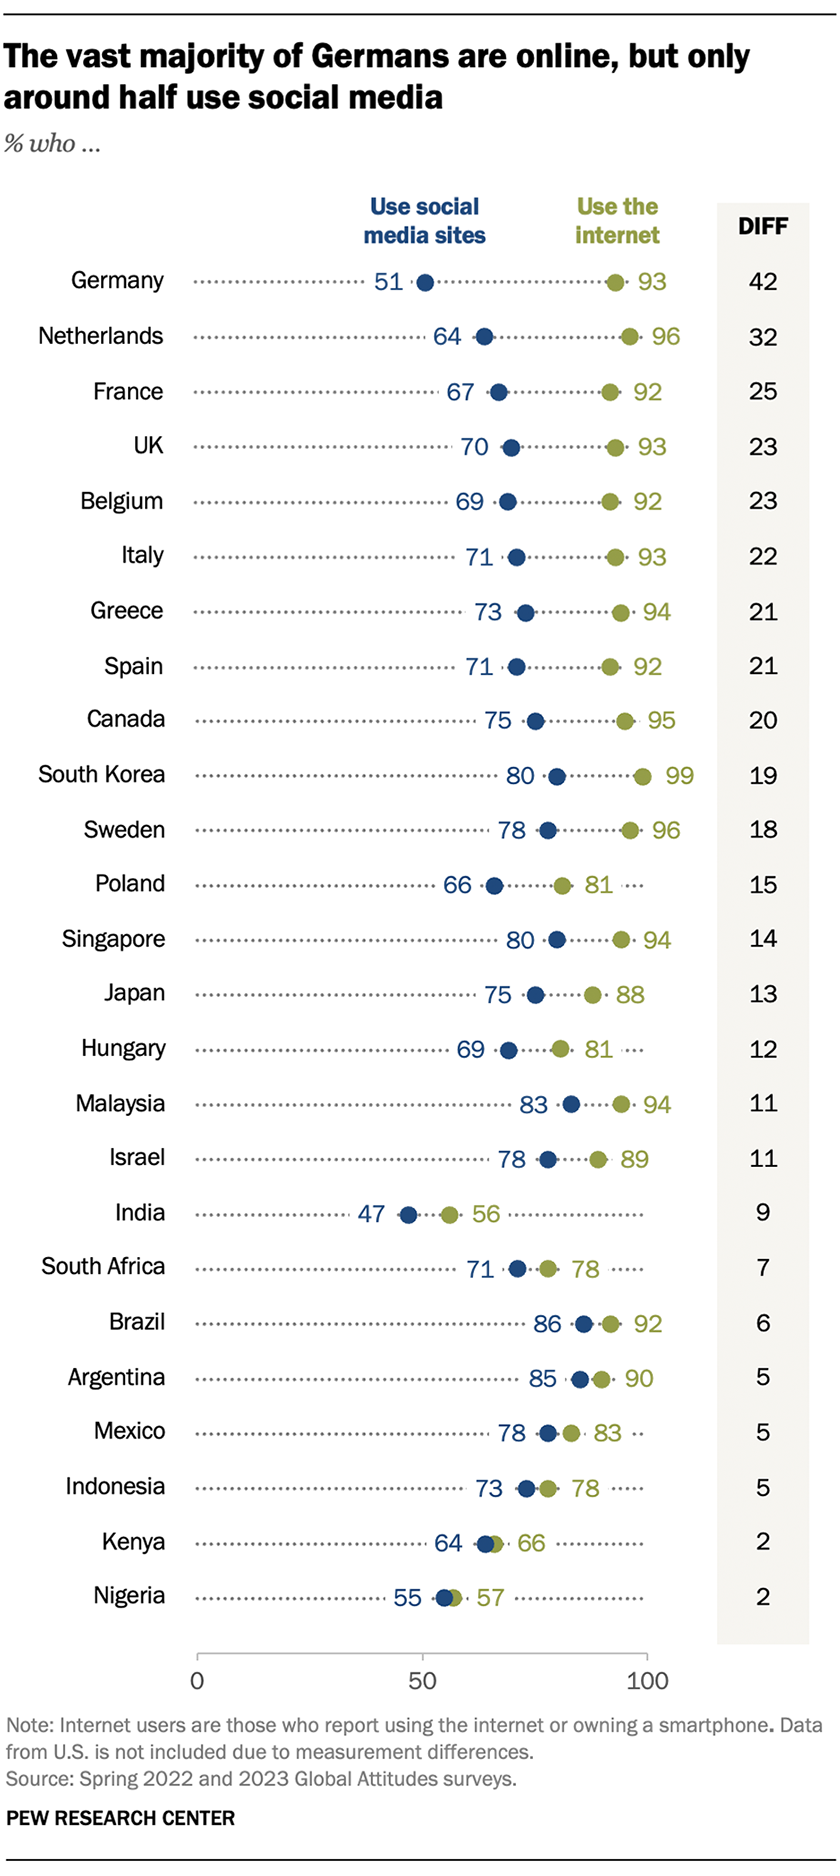 The vast majority of Germans are online, but only
around half use social media
% who ...
Use social
media sites
Use the
internet
DIFF
Germany 51 93 42
Netherlands 64 96 32
France 67 92 25
UK 70 93 23
Belgium 69 92 23
Italy 71 93 22
Greece 73 94 21
Spain 71 92 21
Canada 75 95 20
South Korea 80 99 19
Sweden 78 96 18
Poland 66 81 15
Singapore 80 94 14
Japan 75 88 13
Hungary 69 81 12
Malaysia 83 94 11
Israel 78 89 11
India 47 56 9
South Africa 71 78 7
Brazil 86 92 6
Argentina 85 90 5
Mexico 78 83 5
Indonesia 73 78 5
Kenya 64 66 2
Nigeria 55 57 2
0 50 100
Note: Internet users are those who report using the internet or owning a smartphone. Data
from U.S. is not included due to measurement differences.
Source: Spring 2022 and 2023 Global Attitudes surveys.
PEW RESEARCH CENTER